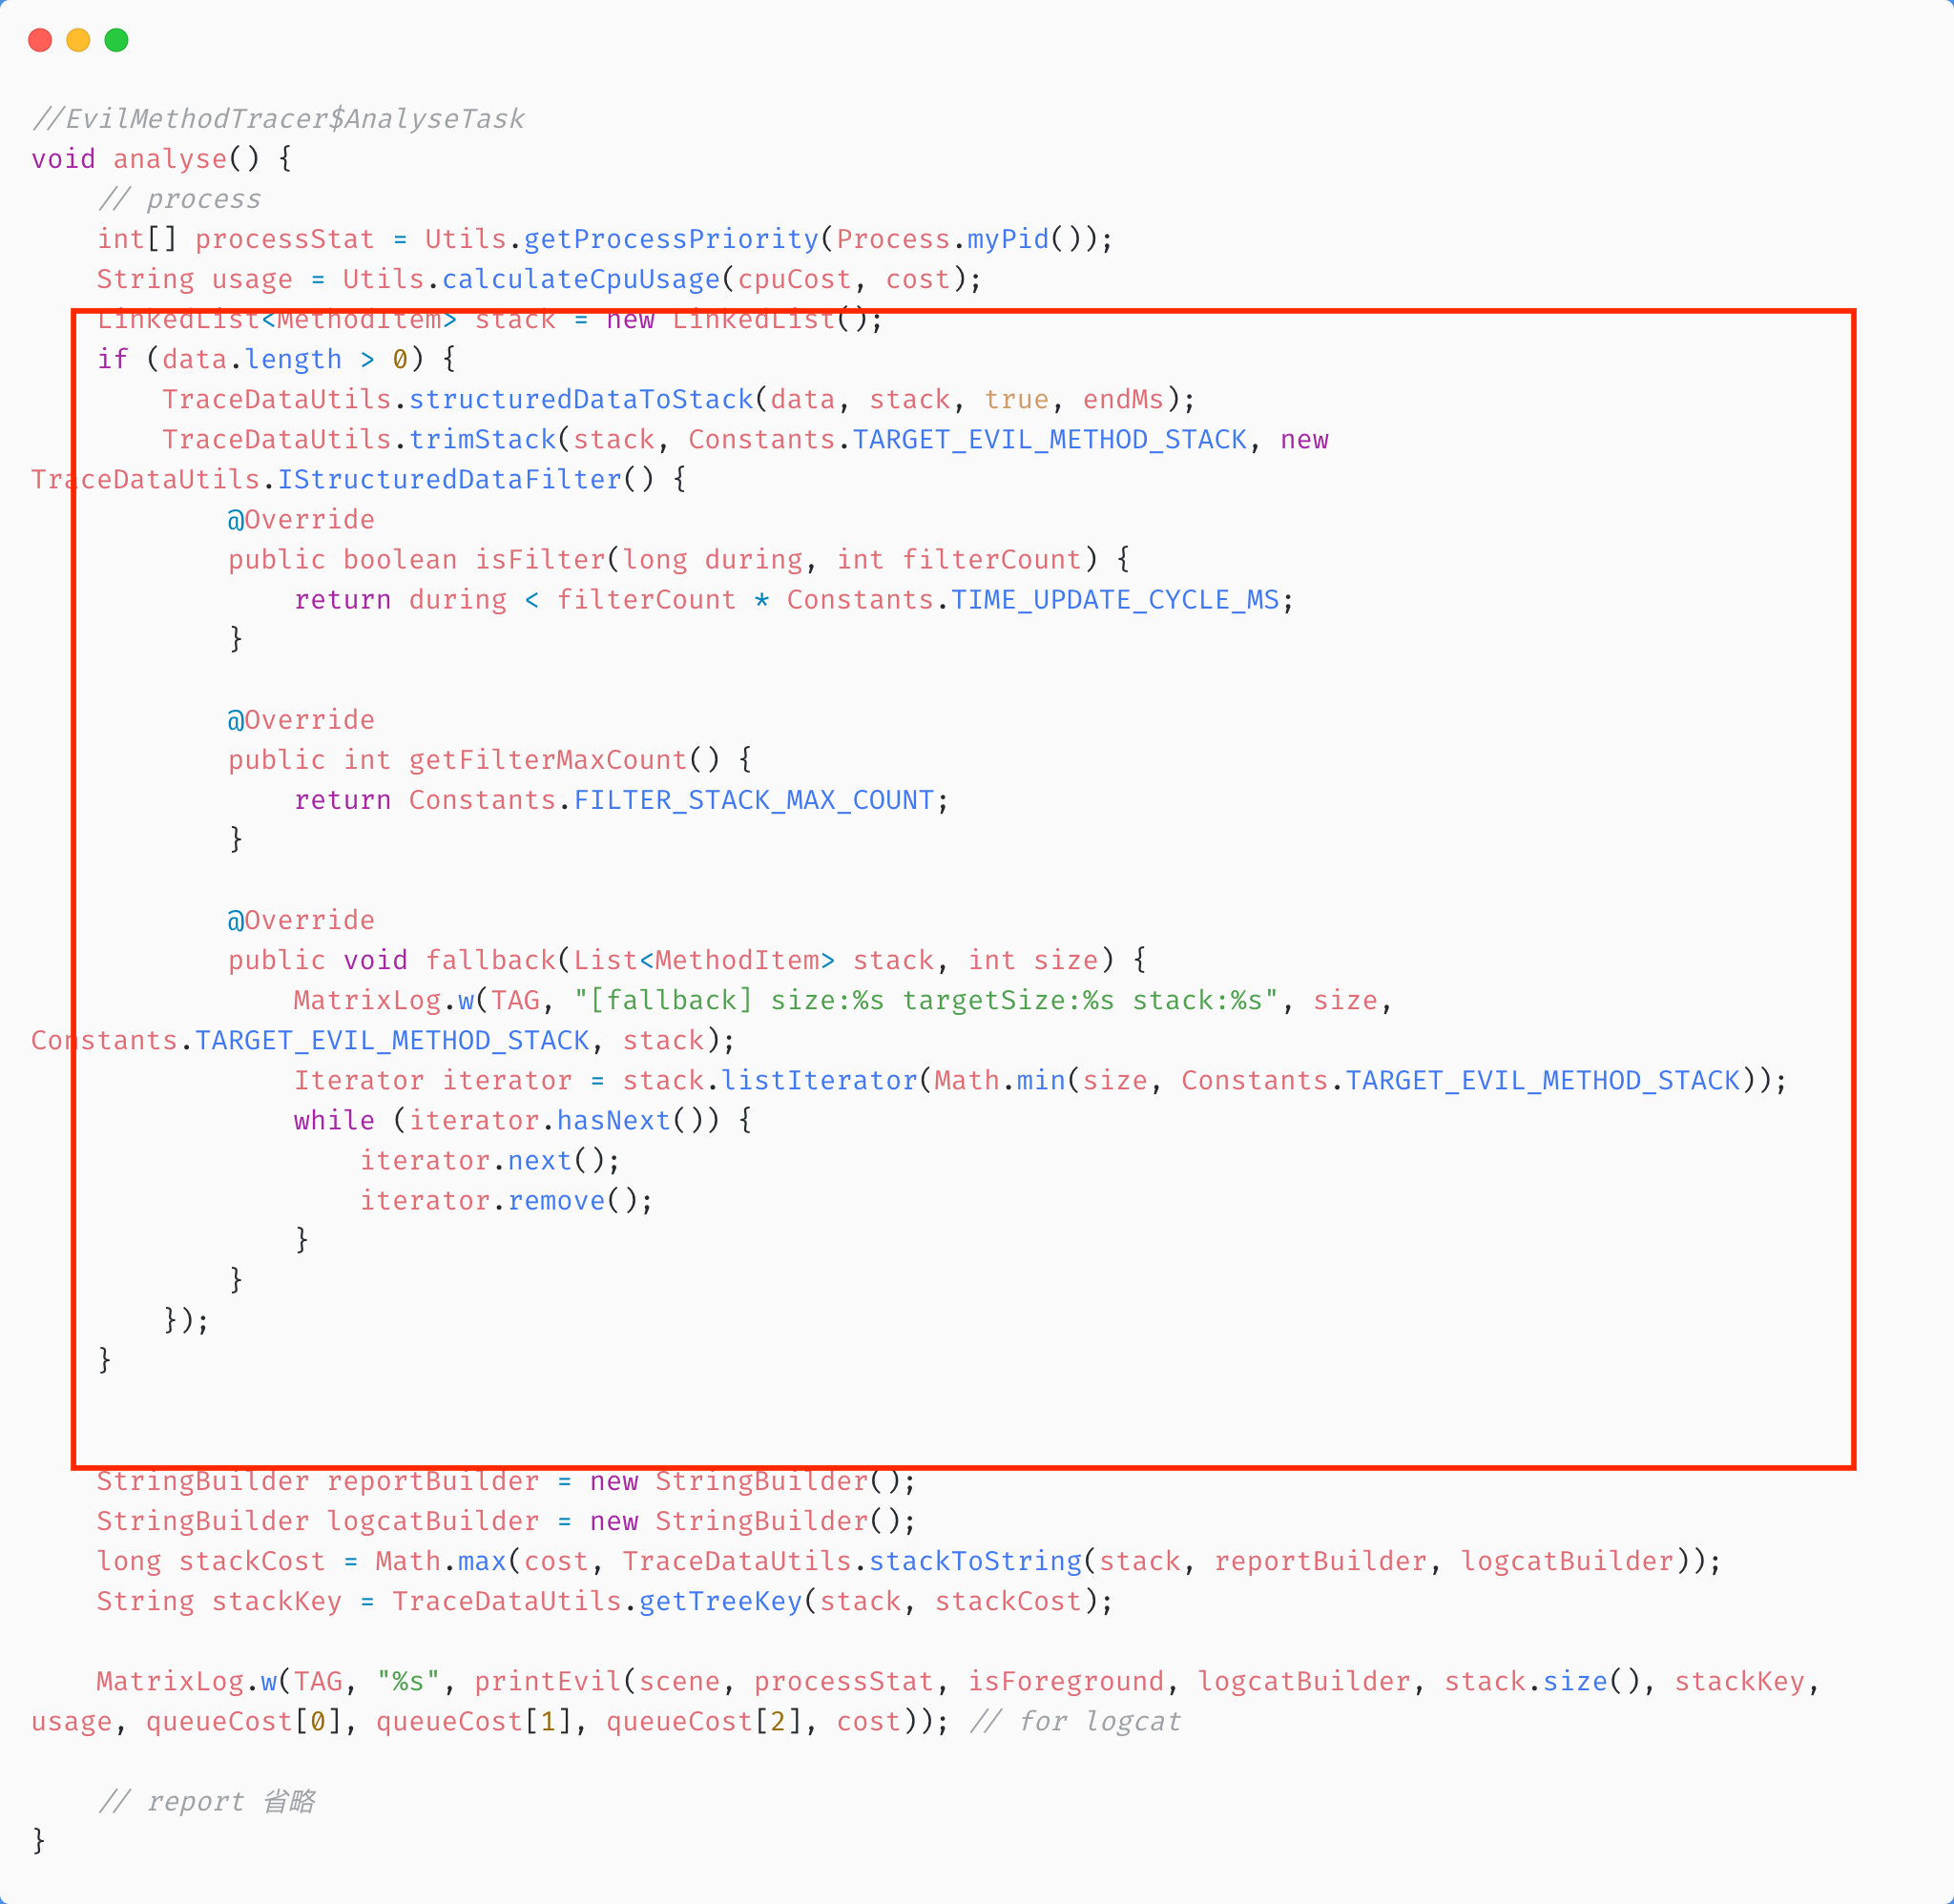 //EvilMethodTracer$AnalyseTask
void analyse() {
    // process
    int[] processStat = Utils.getProcessPriority(Process.myPid());
    String usage = Utils.calculateCpuUsage(cpuCost, cost);
    LinkedList<MethodItem> stack = new LinkedList();
    if (data.length > 0) {
        TraceDataUtils.structuredDataToStack(data, stack, true, endMs);
        TraceDataUtils.trimStack(stack, Constants.TARGET_EVIL_METHOD_STACK, new
TraceDataUtils.IStructuredDataFilter() {
            @Override
            public boolean isFilter(long during, int filterCount) {
                return during < filterCount * Constants.TIME_UPDATE_CYCLE_MS;
            }

            @Override
            public int getFilterMaxCount() {
                return Constants.FILTER_STACK_MAX_COUNT;
            }

            @Override
            public void fallback(List<MethodItem> stack, int size) {
                MatrixLog.w(TAG, "[fallback] size:%s targetSize:%s stack:%s", size,
Constants.TARGET_EVIL_METHOD_STACK, stack);
                Iterator iterator = stack.listIterator(Math.min(size, Constants.TARGET_EVIL_METHOD_STACK));
                while (iterator.hasNext()) {
                    iterator.next();
                    iterator.remove();
                }
            }
        });
    }

    StringBuilder reportBuilder = new StringBuilder();
    StringBuilder logcatBuilder = new StringBuilder();
    long stackCost = Math.max(cost, TraceDataUtils.stackToString(stack, reportBuilder, logcatBuilder));
    String stackKey = TraceDataUtils.getTreeKey(stack, stackCost);

    MatrixLog.w(TAG, "%s", printEvil(scene, processStat, isForeground, logcatBuilder, stack.size(), stackKey,
usage, queueCost[0], queueCost[1], queueCost[2], cost)); // for logcat

    // report 省略
}